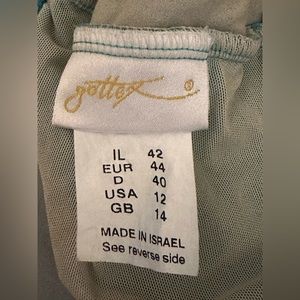 gottex ®
IL 42
EUR 44
D 40
USA 12
GB 14
MADE IN ISRAEL
See reverse side